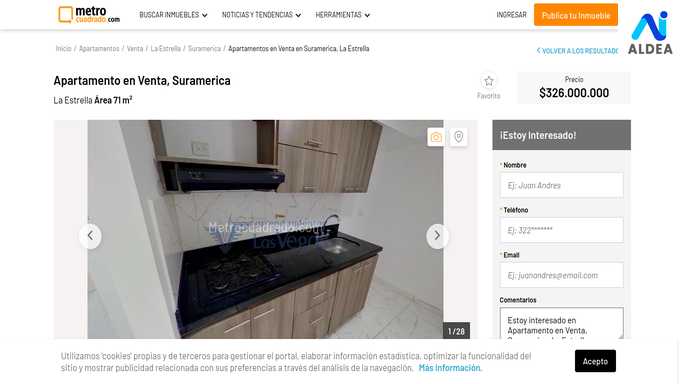 metro
cuadrado.com
BUSCAR INMUEBLES
NOTICIAS Y TENDENCIAS
HERRAMIENTAS
INGRESAR
Publica tu Inmueble
ALDEA
Inicio / Apartamentos / Venta / La Estrella / Suramerica / Apartamentos en Venta en Suramerica, La Estrella
VOLVER A LOS RESULTAD
Apartamento en Venta, Suramerica
La Estrella Área 71 m²
Favorito
Precio
$326.000.000
¡Estoy Interesado!
* Nombre
Ej: Juan Andres
* Teléfono
Ej: 322*******
* Email
Ej: juanandres@email.com
Comentarios
Estoy interesado en
Apartamento en Venta,
Metrocuadrado.com
Las Vegas
1 / 28
Utilizamos 'cookies' propias y de terceros para gestionar el portal, elaborar información estadística, optimizar la funcionalidad del
sitio y mostrar publicidad relacionada con sus preferencias a través del análisis de la navegación. Más información.
Acepto